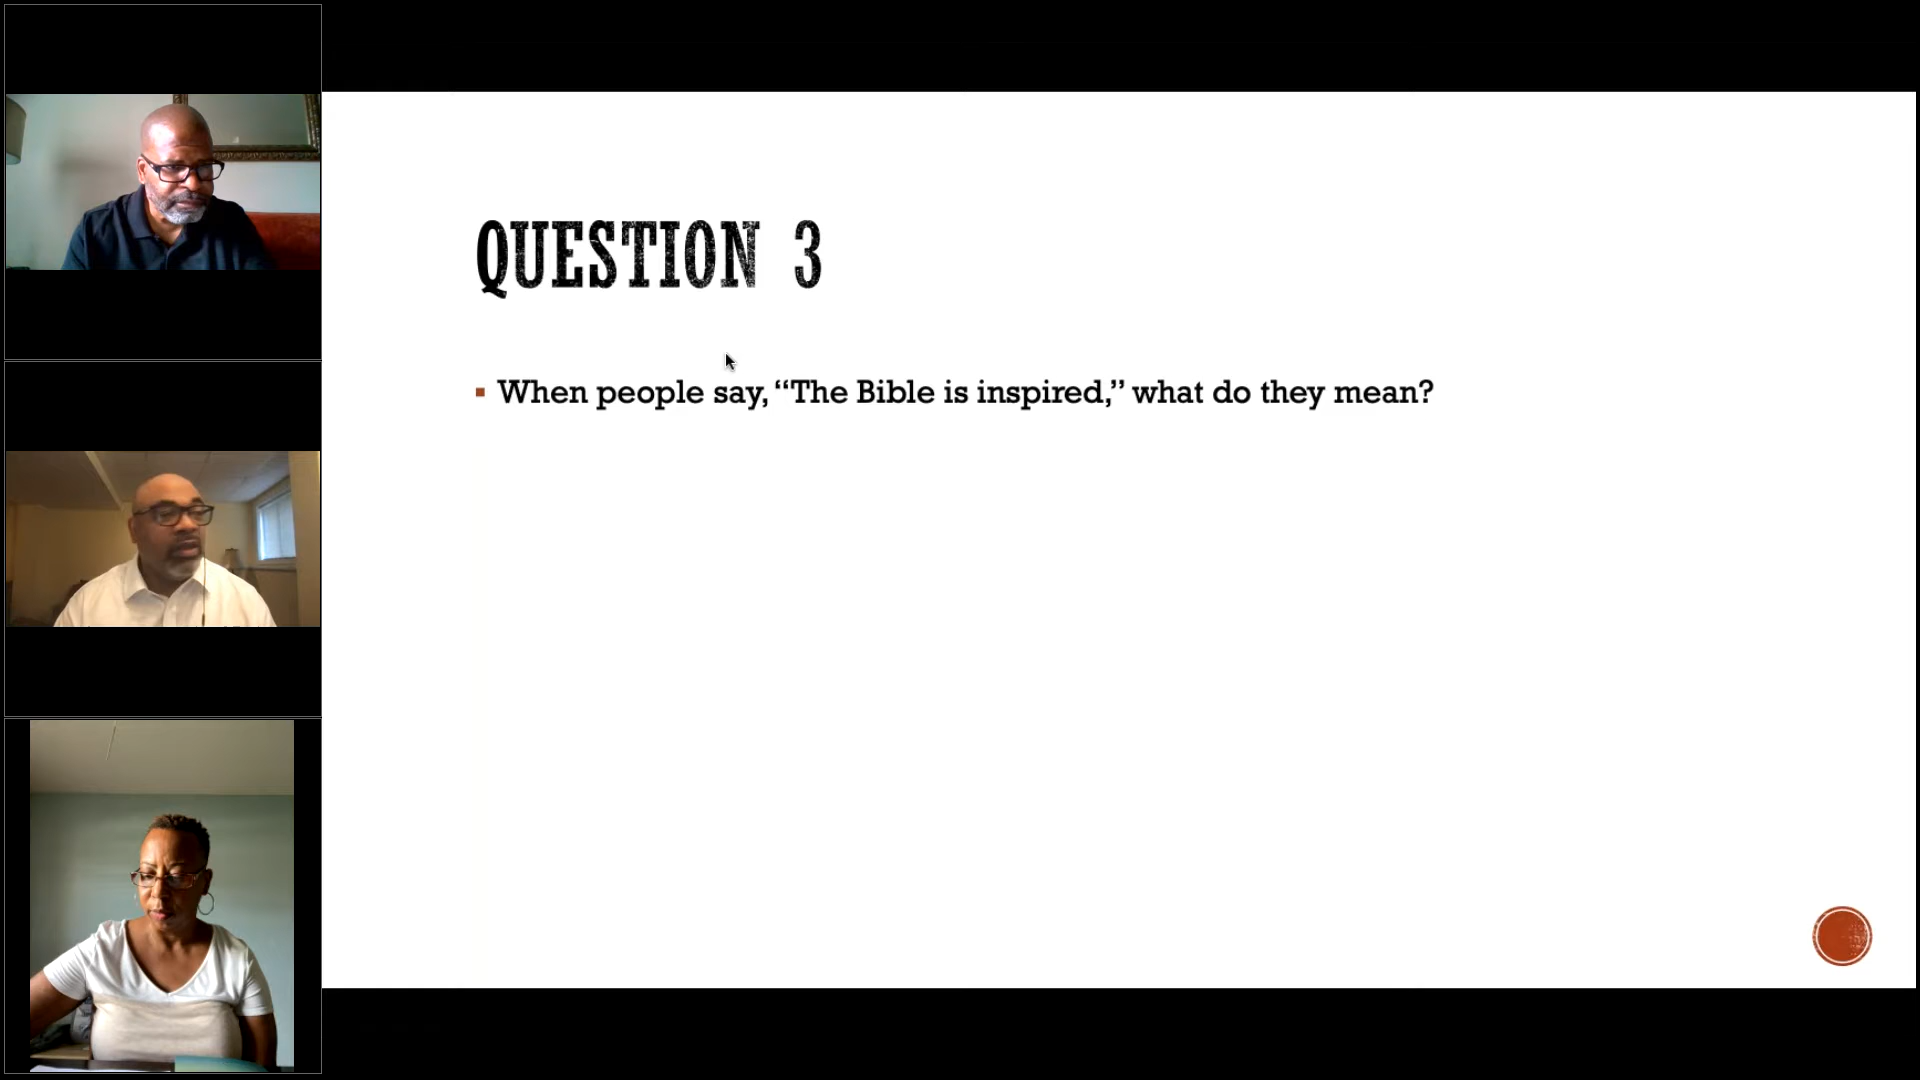 QUESTION 3
▪ When people say, “The Bible is inspired,” what do they mean?